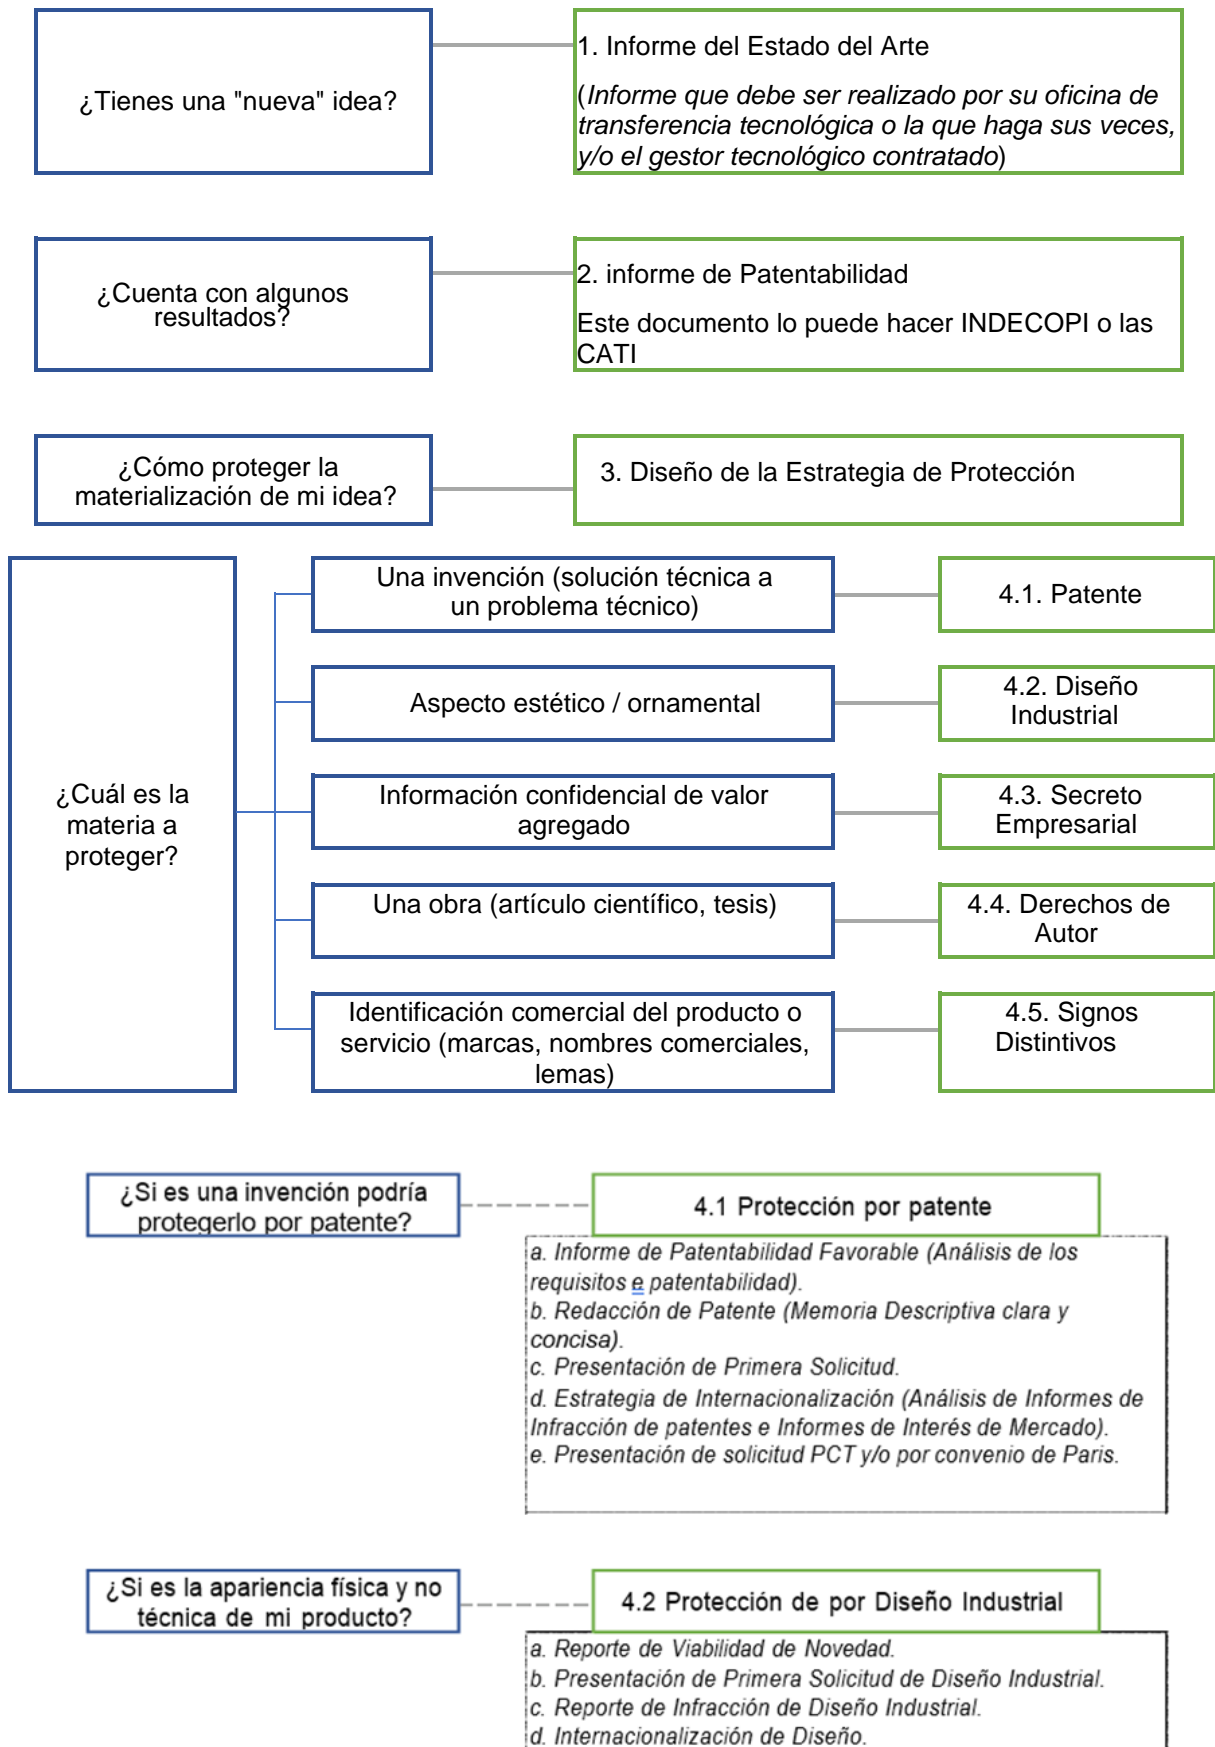 ¿Tienes una "nueva" idea?
1. Informe del Estado del Arte
(Informe que debe ser realizado por su oficina de
transferencia tecnológica o la que haga sus veces,
y/o el gestor tecnológico contratado)
¿Cuenta con algunos
resultados?
2. informe de Patentabilidad
Este documento lo puede hacer INDECOPI o las
CATI
¿Cómo proteger la
materialización de mi idea?
3. Diseño de la Estrategia de Protección
¿Cuál es la
materia a
proteger?
Una invención (solución técnica a
un problema técnico)
4.1. Patente
Aspecto estético / ornamental
4.2. Diseño
Industrial
Información confidencial de valor
agregado
4.3. Secreto
Empresarial
Una obra (artículo científico, tesis)
4.4. Derechos de
Autor
Identificación comercial del producto o
servicio (marcas, nombres comerciales,
lemas)
4.5. Signos
Distintivos
¿Si es una invención podría
protegerlo por patente?
4.1 Protección por patente
a. Informe de Patentabilidad Favorable (Análisis de los
requisitos e patentabilidad).
b. Redacción de Patente (Memoria Descriptiva clara y
concisa).
c. Presentación de Primera Solicitud.
d. Estrategia de Internacionalización (Análisis de Informes de
Infracción de patentes e Informes de Interés de Mercado).
e. Presentación de solicitud PCT y/o por convenio de Paris.
¿Si es la apariencia física y no
técnica de mi producto?
4.2 Protección de por Diseño Industrial
a. Reporte de Viabilidad de Novedad.
b. Presentación de Primera Solicitud de Diseño Industrial.
c. Reporte de Infracción de Diseño Industrial.
d. Internacionalización de Diseño.